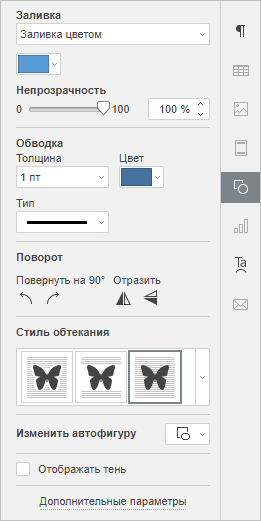 Заливка
Заливка цветом
Непрозрачность
0 100 100 %
Обводка
Толщина Цвет
1 пт
Тип
Поворот
Повернуть на 90° Отразить
Стиль обтекания
Изменить автофигуру
Отображать тень
Дополнительные параметры
¶
Ta